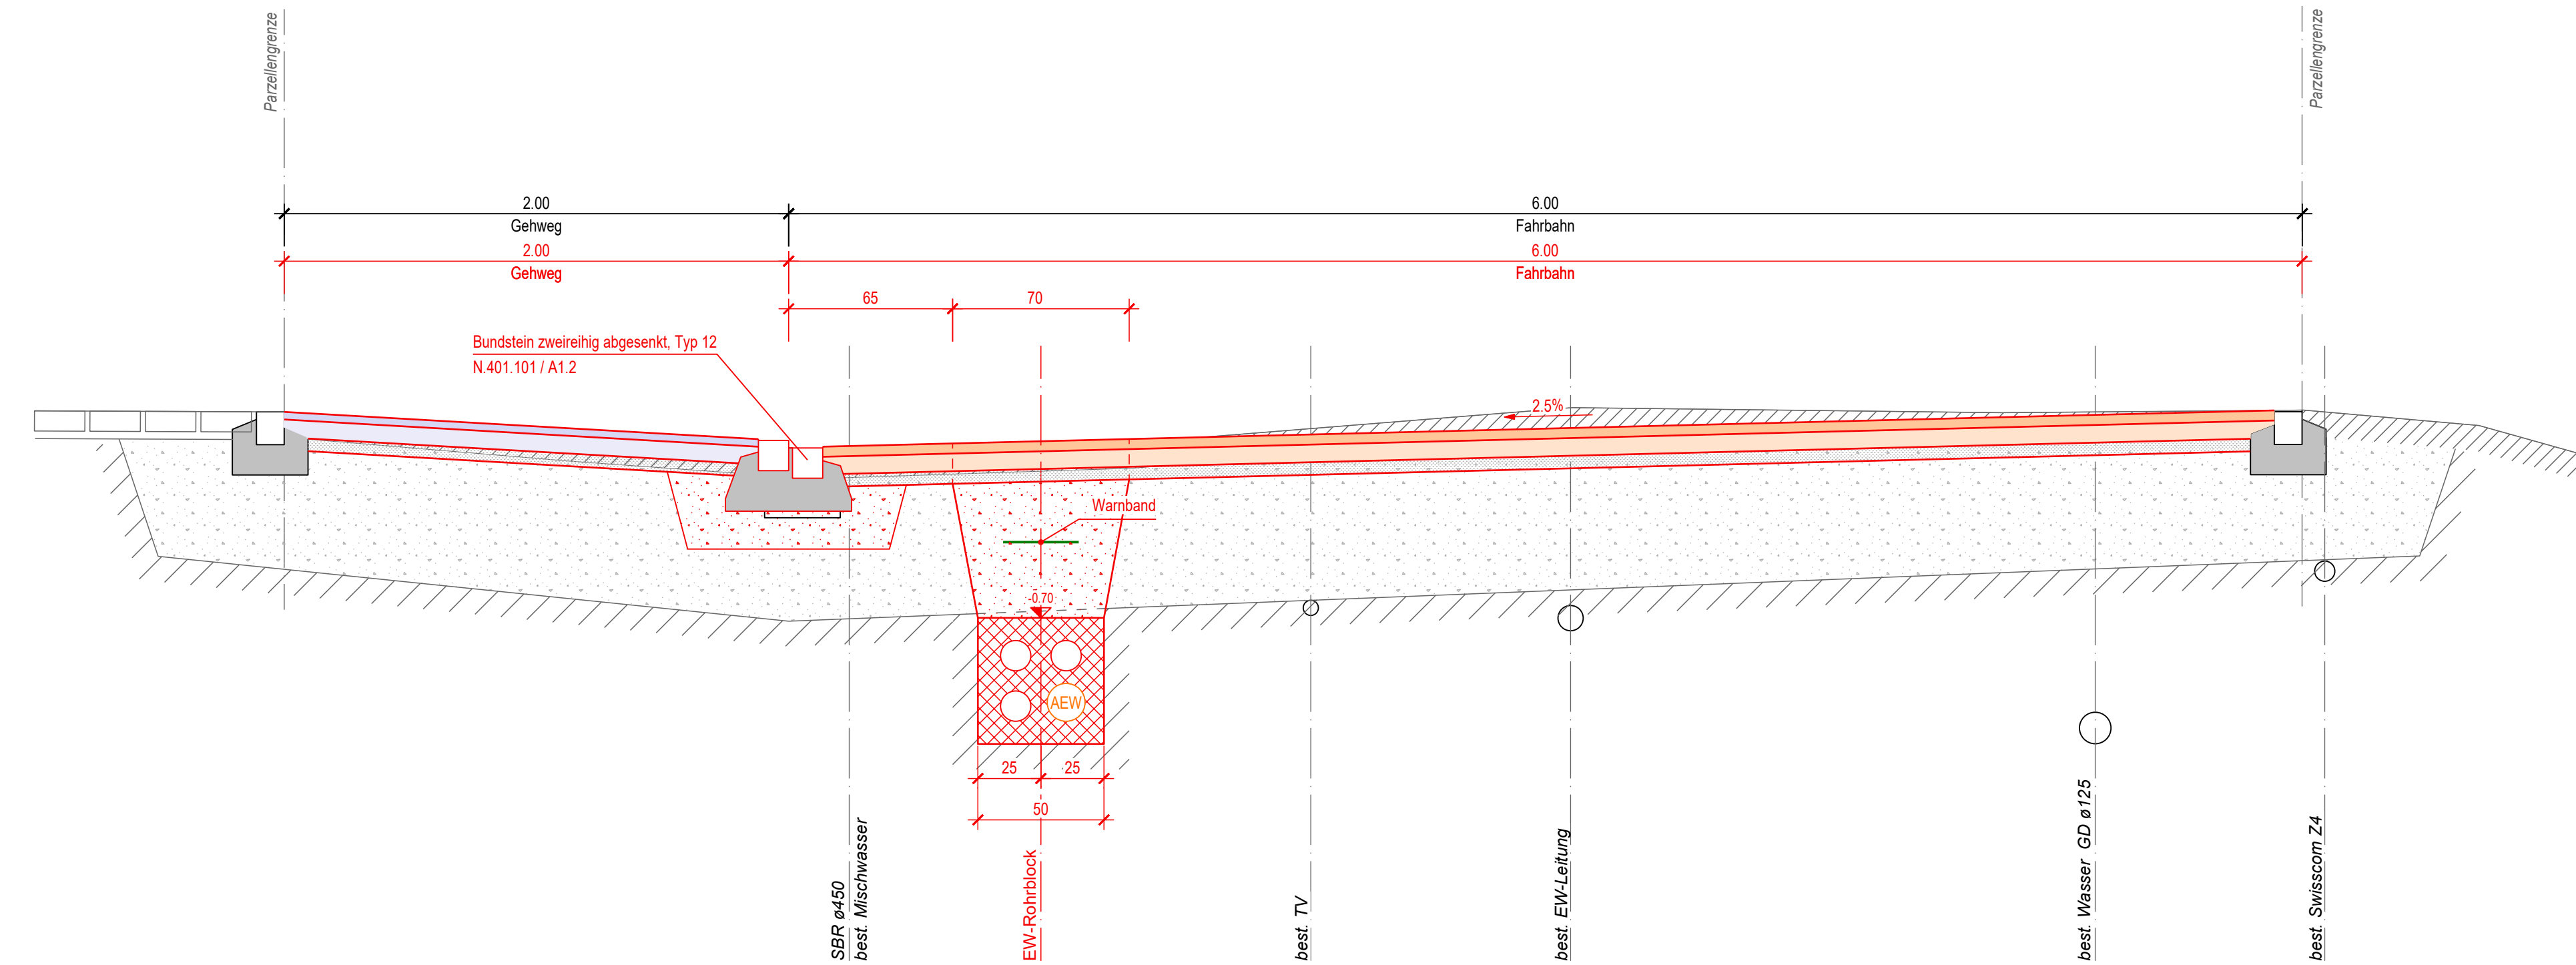 Parzellengrenze
Parzellengrenze
2.00
Gehweg
6.00
Fahrbahn
2.00
Gehweg
6.00
Fahrbahn
65
70
Bundstein zweireihig abgesenkt, Typ 12
N.401.101 / A1.2
2.5%
Warnband
-0.70
AEW
25
25
50
SBR ø450
best. Mischwasser
EW-Rohrblock
best. TV
best. EW-Leitung
best. Wasser GD ø125
best. Swisscom Z4